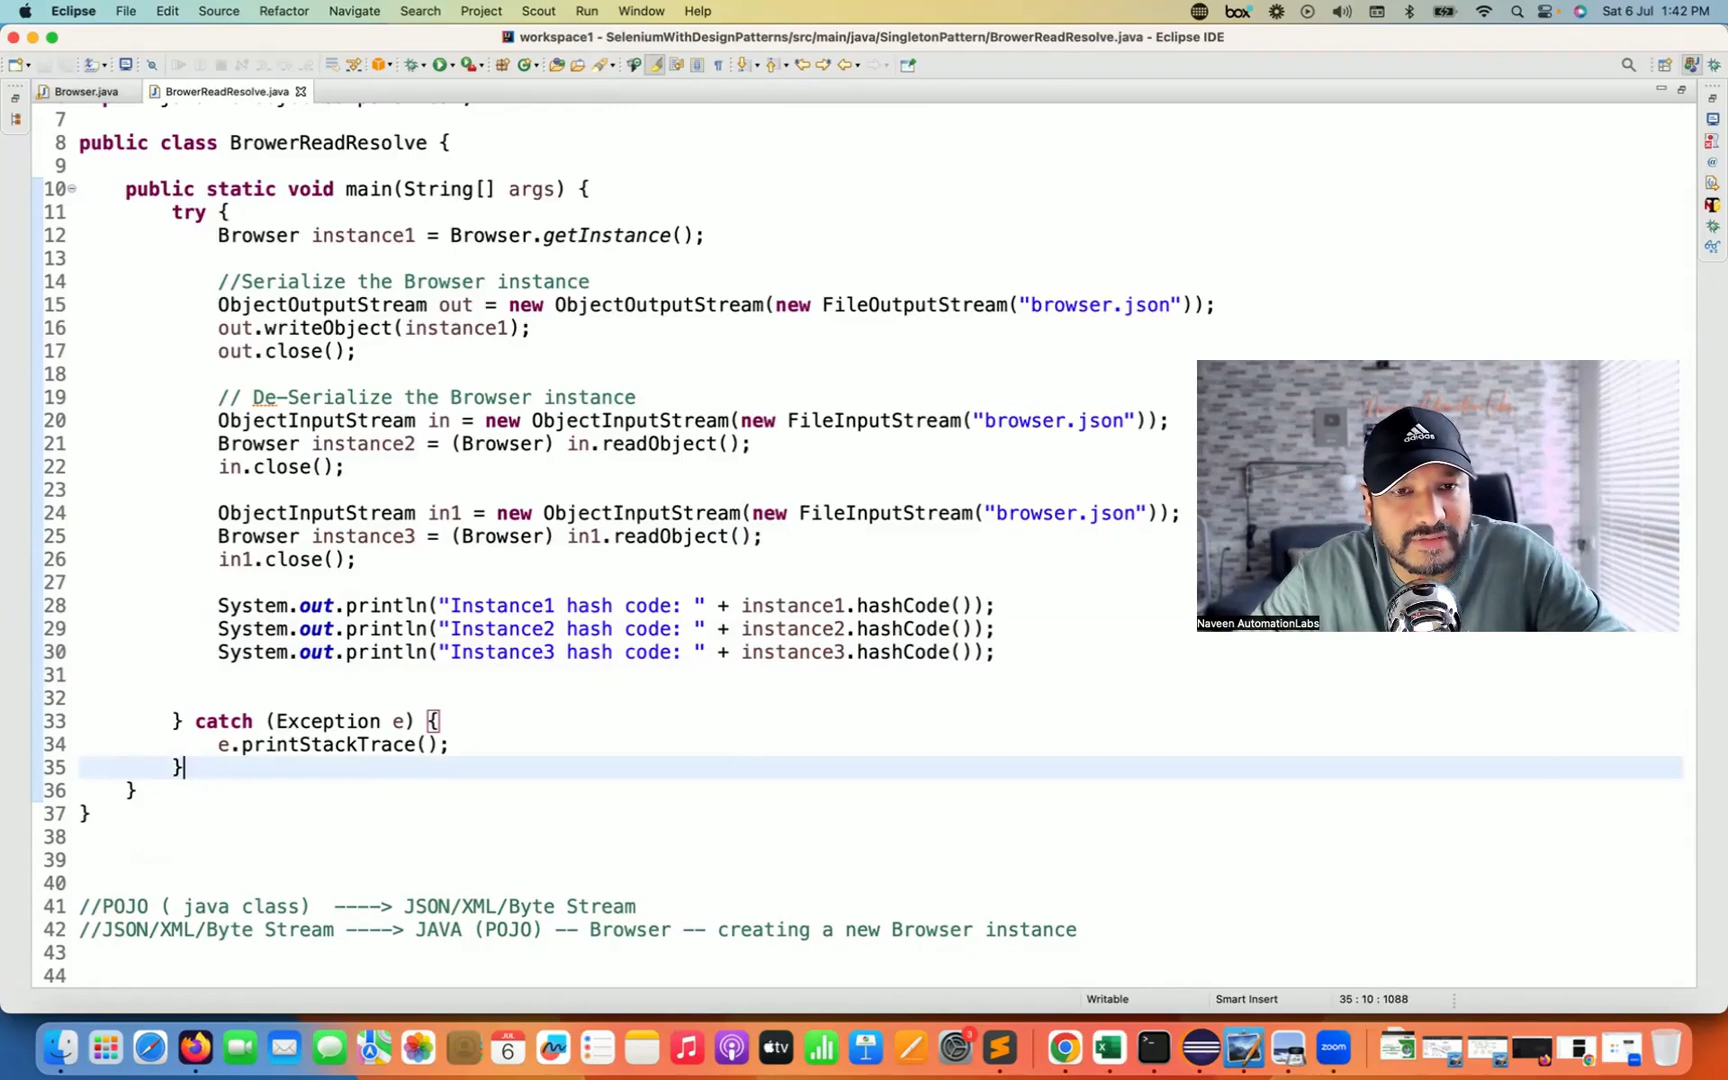 Eclipse File Edit Source Refactor Navigate Search Project Scout Run Window Help box Sat 6 Jul 1:42 PM
workspace1 - SeleniumWithDesignPatterns/src/main/java/SingletonPattern/BrowerReadResolve.java - Eclipse IDE
Browser.java BrowerReadResolve.java
7
8 public class BrowerReadResolve {
9
10 public static void main(String[] args) {
11 try {
12 Browser instance1 = Browser.getInstance();
13
14 //Serialize the Browser instance
15 ObjectOutputStream out = new ObjectOutputStream(new FileOutputStream("browser.json"));
16 out.writeObject(instance1);
17 out.close();
18
19 // De-Serialize the Browser instance
20 ObjectInputStream in = new ObjectInputStream(new FileInputStream("browser.json"));
21 Browser instance2 = (Browser) in.readObject();
22 in.close();
23
24 ObjectInputStream in1 = new ObjectInputStream(new FileInputStream("browser.json"));
25 Browser instance3 = (Browser) in1.readObject();
26 in1.close();
27
28 System.out.println("Instance1 hash code: " + instance1.hashCode());
29 System.out.println("Instance2 hash code: " + instance2.hashCode());
30 System.out.println("Instance3 hash code: " + instance3.hashCode());
31
32
33 } catch (Exception e) {
34 e.printStackTrace();
35 }
36 }
37 }
38
39
40
41 //POJO ( java class) ----> JSON/XML/Byte Stream
42 //JSON/XML/Byte Stream ----> JAVA (POJO) -- Browser -- creating a new Browser instance
43
44
adidas
Naveen AutomationLabs
Writable Smart Insert 35 : 10 : 1088
JUL
6
tv
3
zoom